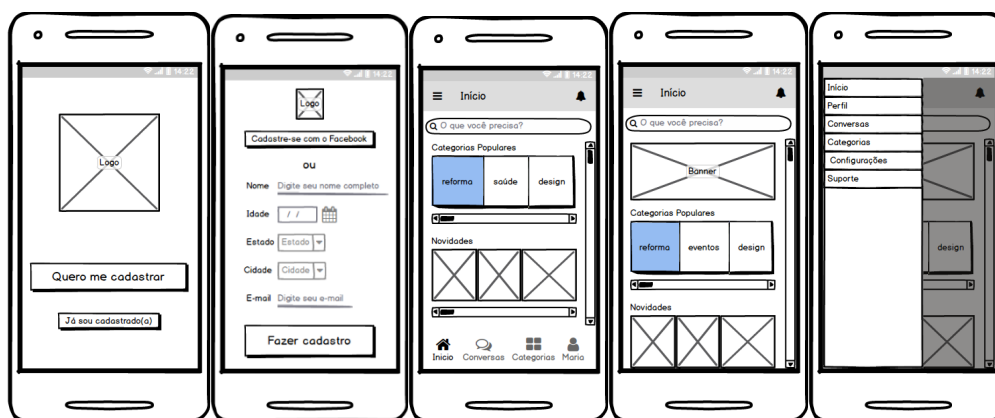 14:22
Logo
Quero me cadastrar
Já sou cadastrado(a)
14:22
Logo
Cadastre-se com o Facebook
ou
Nome Digite seu nome completo
Idade / /
Estado Estado
Cidade Cidade
E-mail Digite seu e-mail
Fazer cadastro
14:22
Início
O que você precisa?
Categorias Populares
reforma saúde design
Novidades
Inicio Conversas Categorias Maria
14:22
Início
O que você precisa?
Banner
Categorias Populares
reforma eventos design
Novidades
14:22
Início
Perfil
Conversas
Categorias
Configurações
Suporte
design